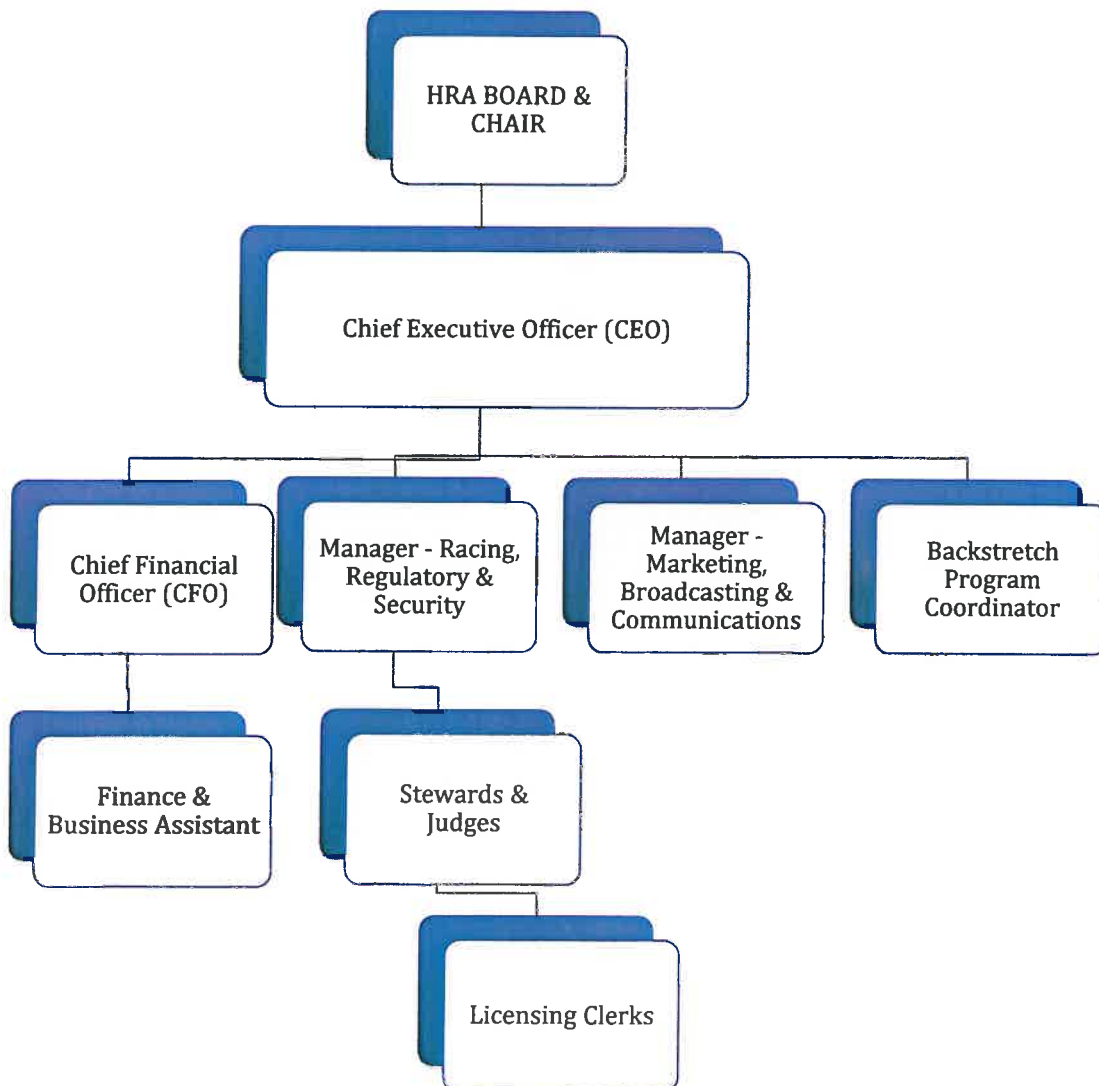 HRA BOARD &
CHAIR
Chief Executive Officer (CEO)
Chief Financial
Officer (CFO)
Manager - Racing,
Regulatory &
Security
Manager -
Marketing,
Broadcasting &
Communications
Backstretch
Program
Coordinator
Finance &
Business Assistant
Stewards &
Judges
Licensing Clerks